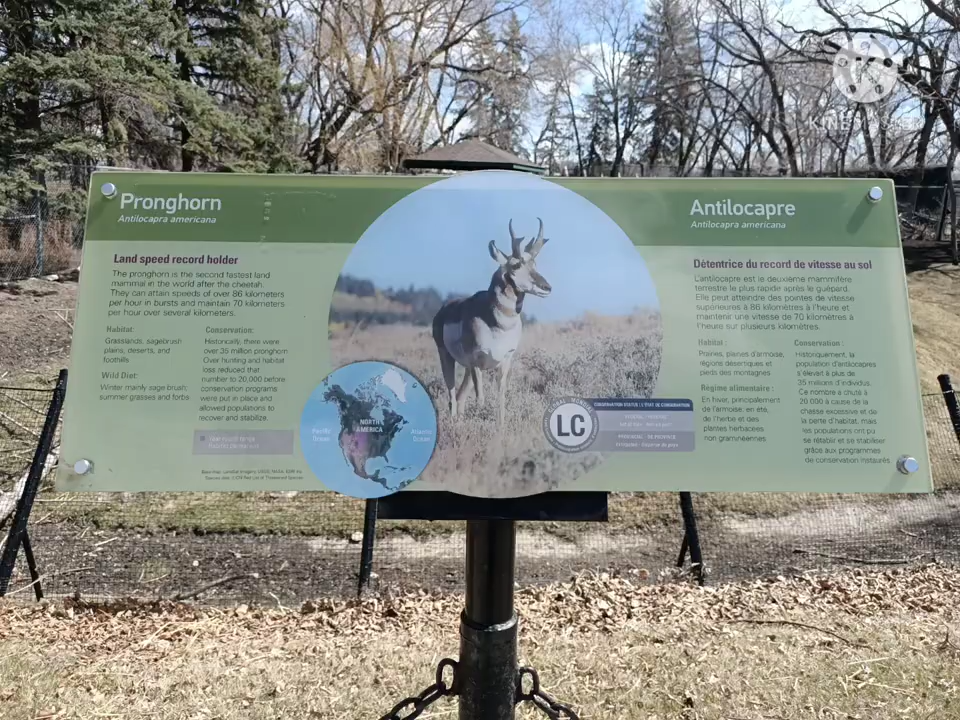 Pronghorn
Antilocapra americana
Land speed record holder
The pronghorn is the second fastest land
mammal in the world after the cheetah.
They can attain speeds of over 86 kilometers
per hour in bursts and maintain 70 kilometers
per hour over several kilometers.
Habitat:
Grasslands, sagebrush
plains, deserts, and
foothills
Wild Diet:
Winter mainly sage brush;
summer grasses and forbs
Conservation:
Historically, there were
over 35 million pronghorn
Over hunting and habitat
loss reduced that
number to 20,000 before
conservation programs
were put in place and
allowed populations to
recover and stabilize.
Pacific
Ocean
NORTH
AMERICA
Atlantic
Ocean
LC
CONSERVATION STATUS | L'ÉTAT DE CONSERVATION
Antilocapre
Antilocapra americana
Détentrice du record de vitesse au sol
L'antilocapre est le deuxième mammifère
terrestre le plus rapide après le guépard.
Elle peut atteindre des pointes de vitesse
supérieures à 86 kilomètres à l'heure et
maintenir une vitesse de 70 kilomètres à
l'heure sur plusieurs kilomètres.
Habitat :
Prairies, plaines d'armoise,
régions désertiques et
pieds des montagnes
Régime alimentaire :
En hiver, principalement
de l'armoise; en été,
de l'herbe et des
plantes herbacées
non graminéennes
Conservation :
Historiquement, la
population d'antilocapres
s'élevait à plus de
35 millions d'individus.
Ce nombre a chuté à
20 000 à cause de la
chasse excessive et de
la perte d'habitat, mais
les populations ont pu
se rétablir et se stabiliser
grâce aux programmes
de conservation instaurés.
K